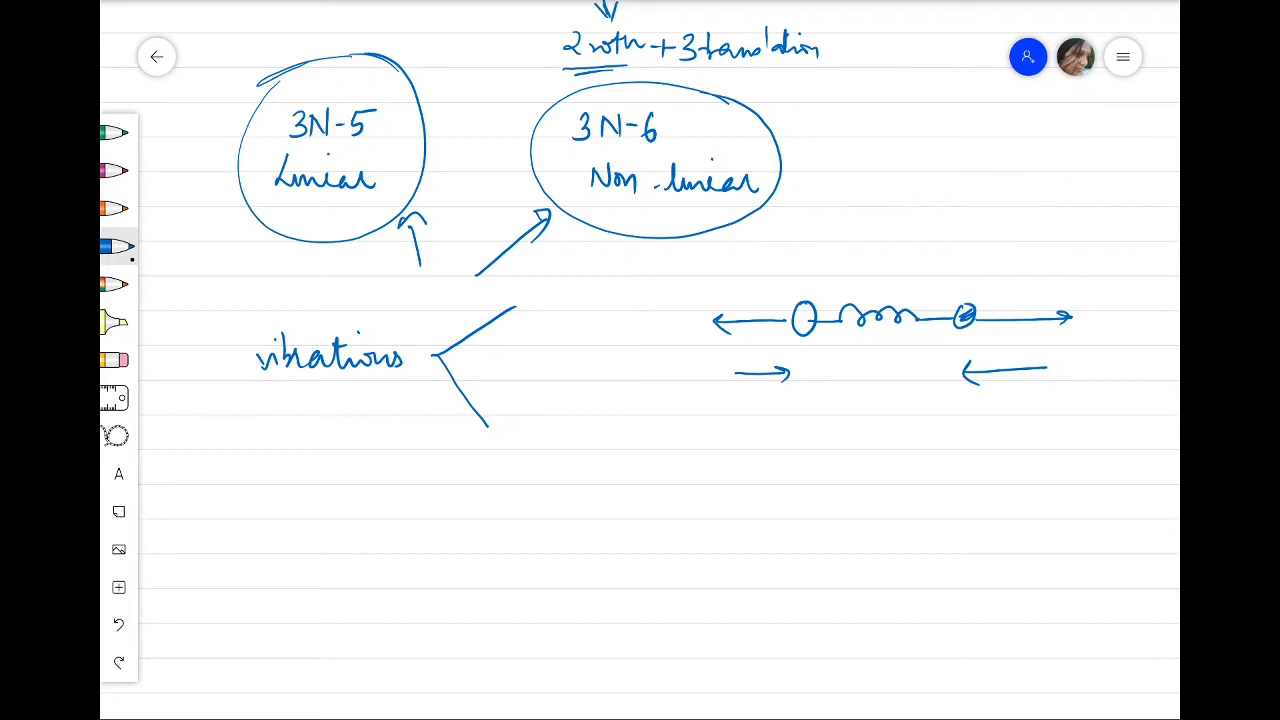 2 rotn + 3 translation
3N-5
Linear
3N-6
Non-linear
vibrations
A